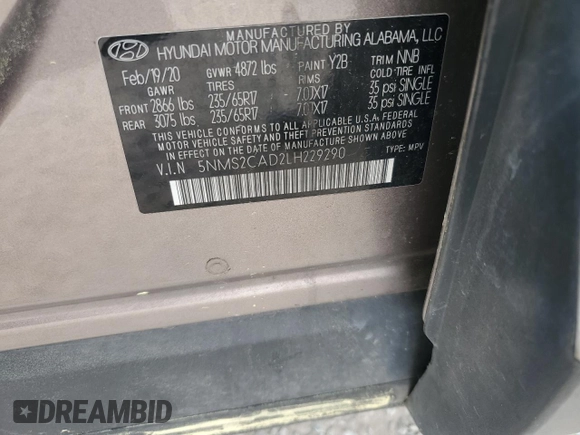 MANUFACTURED BY
HYUNDAI MOTOR MANUFACTURING ALABAMA, LLC
Feb/19/20 GVWR 4872 lbs PAINT Y2B TRIM NNB
GAWR TIRES RIMS COLD TIRE INFL
FRONT 2866 lbs 235/65R17 7.0JX17 35 psi SINGLE
REAR 3075 lbs 235/65R17 7.0JX17 35 psi SINGLE
THIS VEHICLE CONFORMS TO ALL APPLICABLE U.S.A. FEDERAL
MOTOR VEHICLE SAFETY AND THEFT PREVENTION STANDARDS
IN EFFECT ON THE DATE OF MANUFACTURE SHOWN ABOVE.
V.I.N 5NMS2CAD2LH229290 TYPE: MPV
DREAMBID